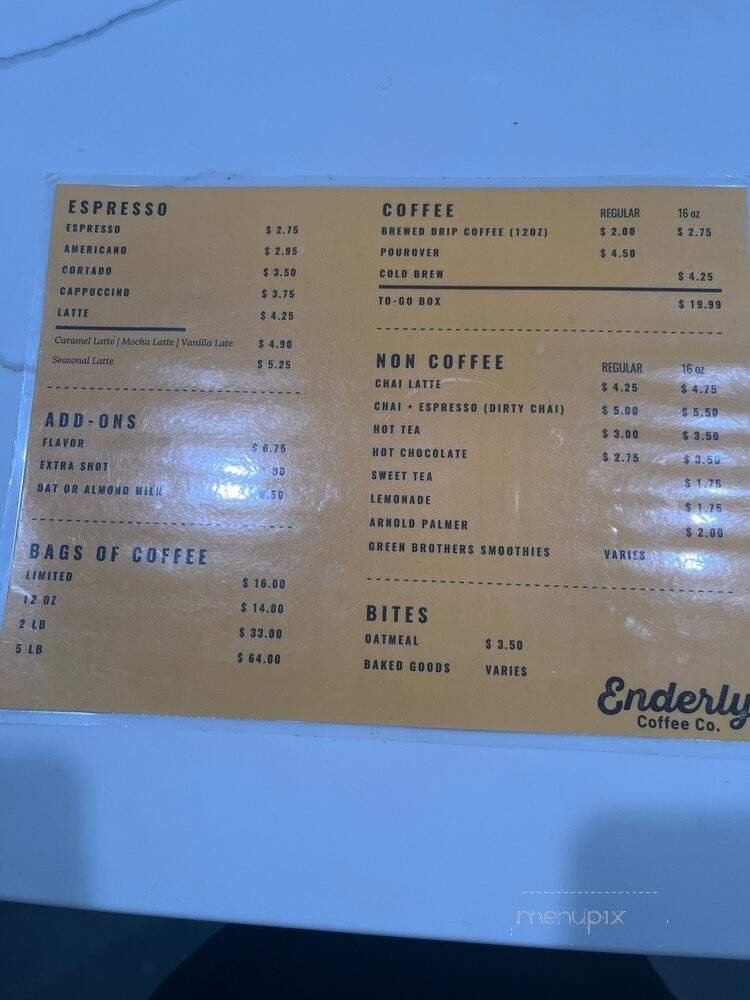 ESPRESSO
ESPRESSO $ 2.75
AMERICANO $ 2.95
CORTADO $ 3.50
CAPPUCCINO $ 3.75
LATTE $ 4.25
Caramel Latte | Mocha Latte | Vanilla Late $ 4.90
Seasonal Latte $ 5.25
ADD-ONS
FLAVOR $ 0.75
EXTRA SHOT
OAT OR ALMOND MILK
BAGS OF COFFEE
LIMITED $ 16.00
12 OZ $ 14.00
2 LB $ 33.00
5 LB $ 64.00
COFFEE REGULAR 16 oz
BREWED DRIP COFFEE (12OZ) $ 2.00 $ 2.75
POUROVER $ 4.50
COLD BREW $ 4.25
TO-GO BOX $ 19.99
NON COFFEE REGULAR 16 oz
CHAI LATTE $ 4.25 $ 4.75
CHAI + ESPRESSO (DIRTY CHAI) $ 5.00 $ 5.50
HOT TEA $ 3.00 $ 3.50
HOT CHOCOLATE $ 2.75 $ 3.50
SWEET TEA $ 1.75
LEMONADE $ 1.75
ARNOLD PALMER $ 2.00
GREEN BROTHERS SMOOTHIES VARIES
BITES
OATMEAL $ 3.50
BAKED GOODS VARIES
Enderly
Coffee Co.
menupix